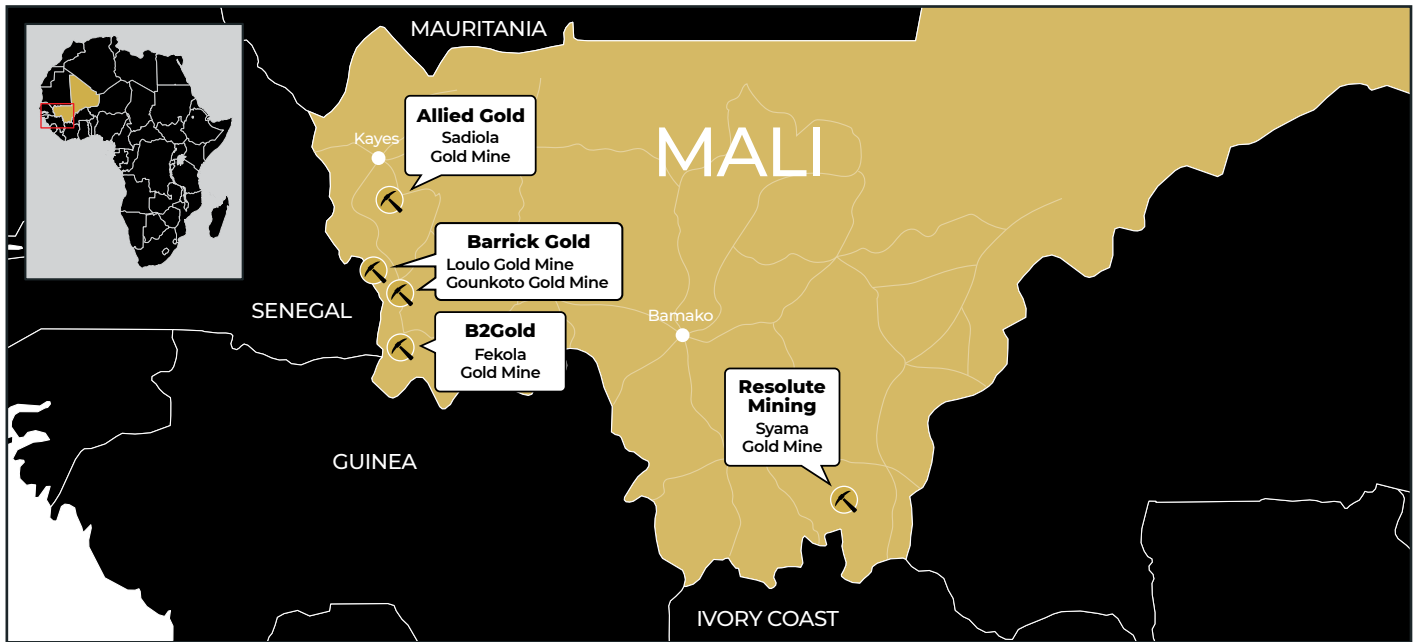 MAURITANIA
Allied Gold
Sadiola
Gold Mine
Kayes
MALI
Barrick Gold
Loulo Gold Mine
Gounkoto Gold Mine
SENEGAL
Bamako
B2Gold
Fekola
Gold Mine
Resolute
Mining
Syama
Gold Mine
GUINEA
IVORY COAST